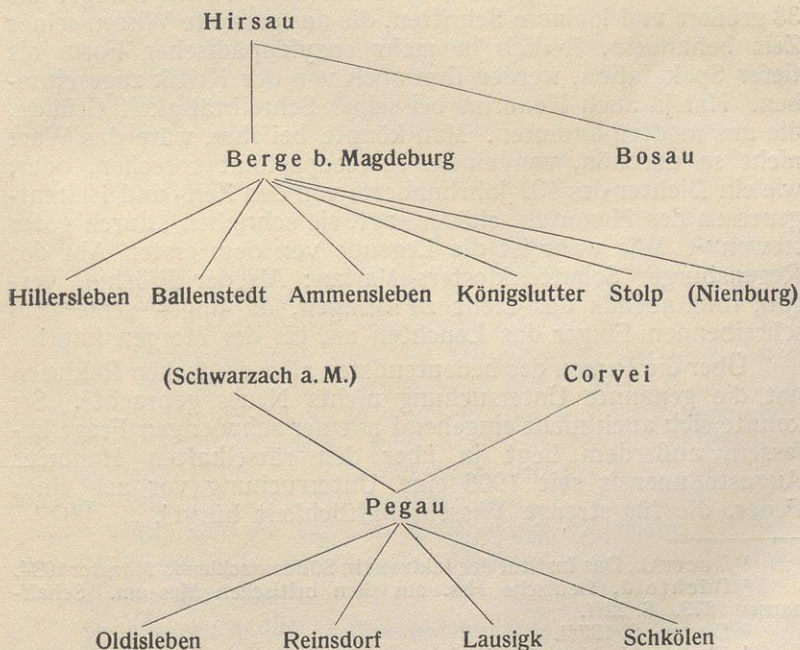 Hirsau
Berge b. Magdeburg Bosau
Hillersleben Ballenstedt Ammensleben Königslutter Stolp (Nienburg)
(Schwarzach a. M.) Corvei
Pegau
Oldisleben Reinsdorf Lausigk Schkölen